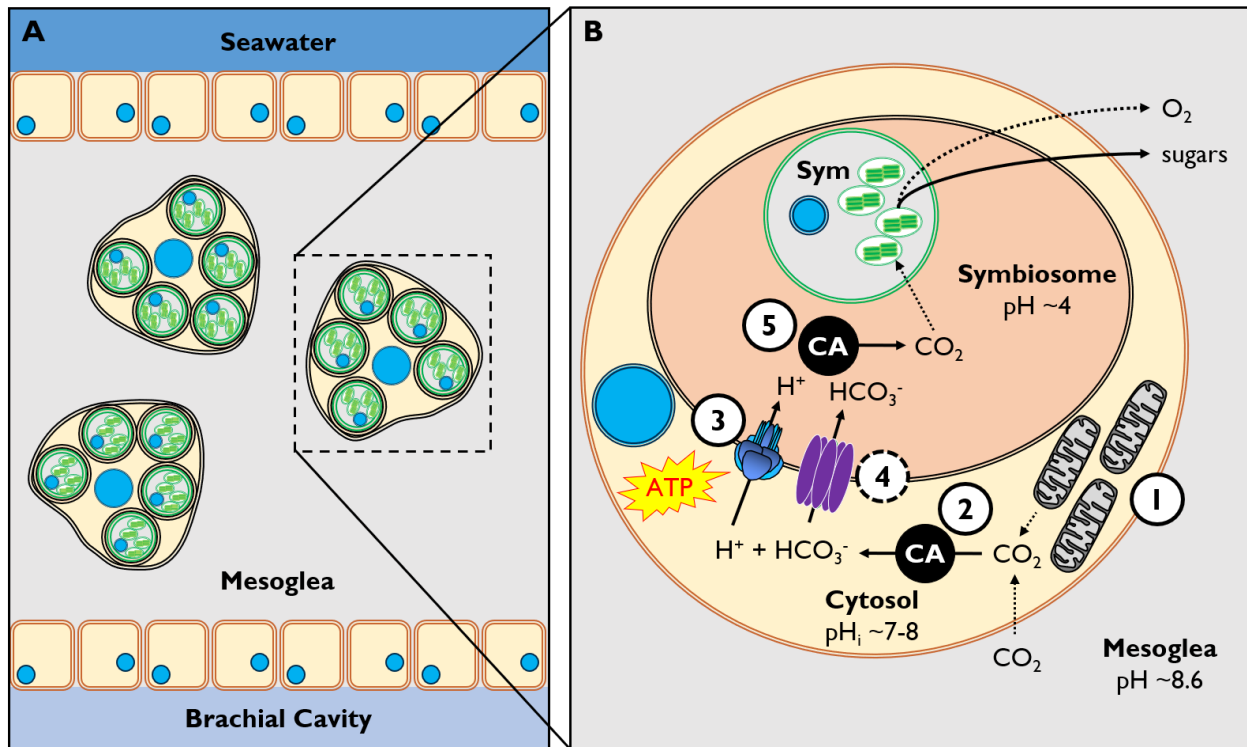 A
Seawater
Mesoglea
Brachial Cavity
B
O₂
sugars
Sym
Symbiosome
pH ~4
5
CA
CO₂
H⁺
HCO₃⁻
3
ATP
4
2
1
H⁺ + HCO₃⁻
CA
CO₂
Cytosol
pHᵢ ~7-8
CO₂
Mesoglea
pH ~8.6